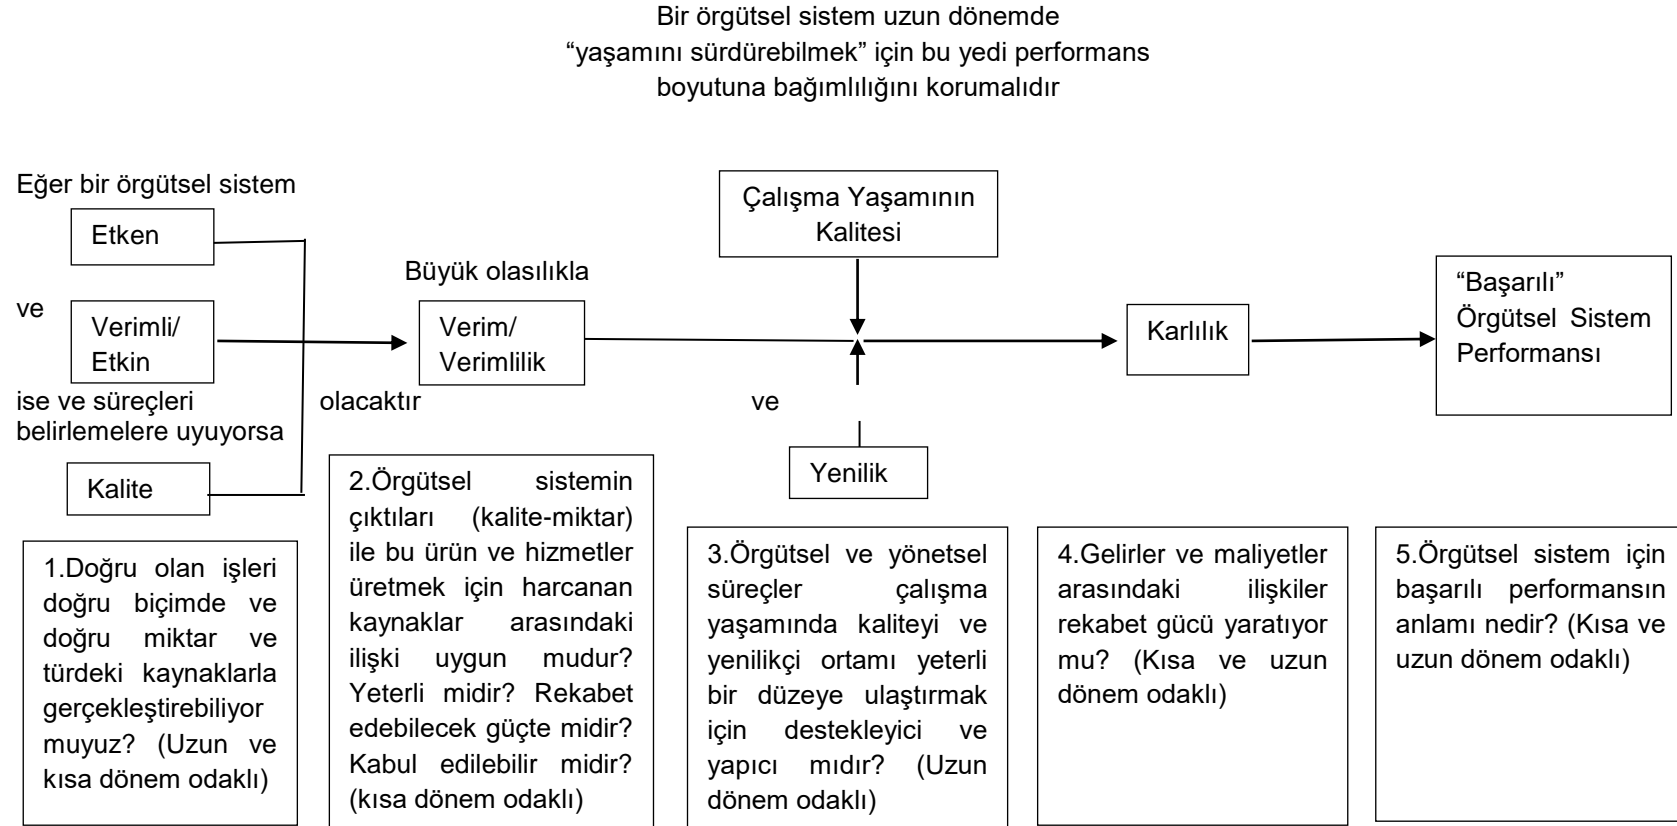 Bir örgütsel sistem uzun dönemde
“yaşamını sürdürebilmek” için bu yedi performans
boyutuna bağımlılığını korumalıdır
Eğer bir örgütsel sistem
Etken
ve
Verimli/
Etkin
ise ve süreçleri
belirlemelere uyuyorsa
Kalite
Büyük olasılıkla
Verim/
Verimlilik
olacaktır
Çalışma Yaşamının
Kalitesi
ve
Yenilik
Karlılık
“Başarılı”
Örgütsel Sistem
Performansı
1.Doğru olan işleri
doğru biçimde ve
doğru miktar ve
türdeki kaynaklarla
gerçekleştirebiliyor
muyuz? (Uzun ve
kısa dönem odaklı)
2.Örgütsel sistemin
çıktıları (kalite-miktar)
ile bu ürün ve hizmetler
üretmek için harcanan
kaynaklar arasındaki
ilişki uygun mudur?
Yeterli midir? Rekabet
edebilecek güçte midir?
Kabul edilebilir midir?
(kısa dönem odaklı)
3.Örgütsel ve yönetsel
süreçler çalışma
yaşamında kaliteyi ve
yenilikçi ortamı yeterli
bir düzeye ulaştırmak
için destekleyici ve
yapıcı mıdır? (Uzun
dönem odaklı)
4.Gelirler ve maliyetler
arasındaki ilişkiler
rekabet gücü yaratıyor
mu? (Kısa ve uzun
dönem odaklı)
5.Örgütsel sistem için
başarılı performansın
anlamı nedir? (Kısa ve
uzun dönem odaklı)